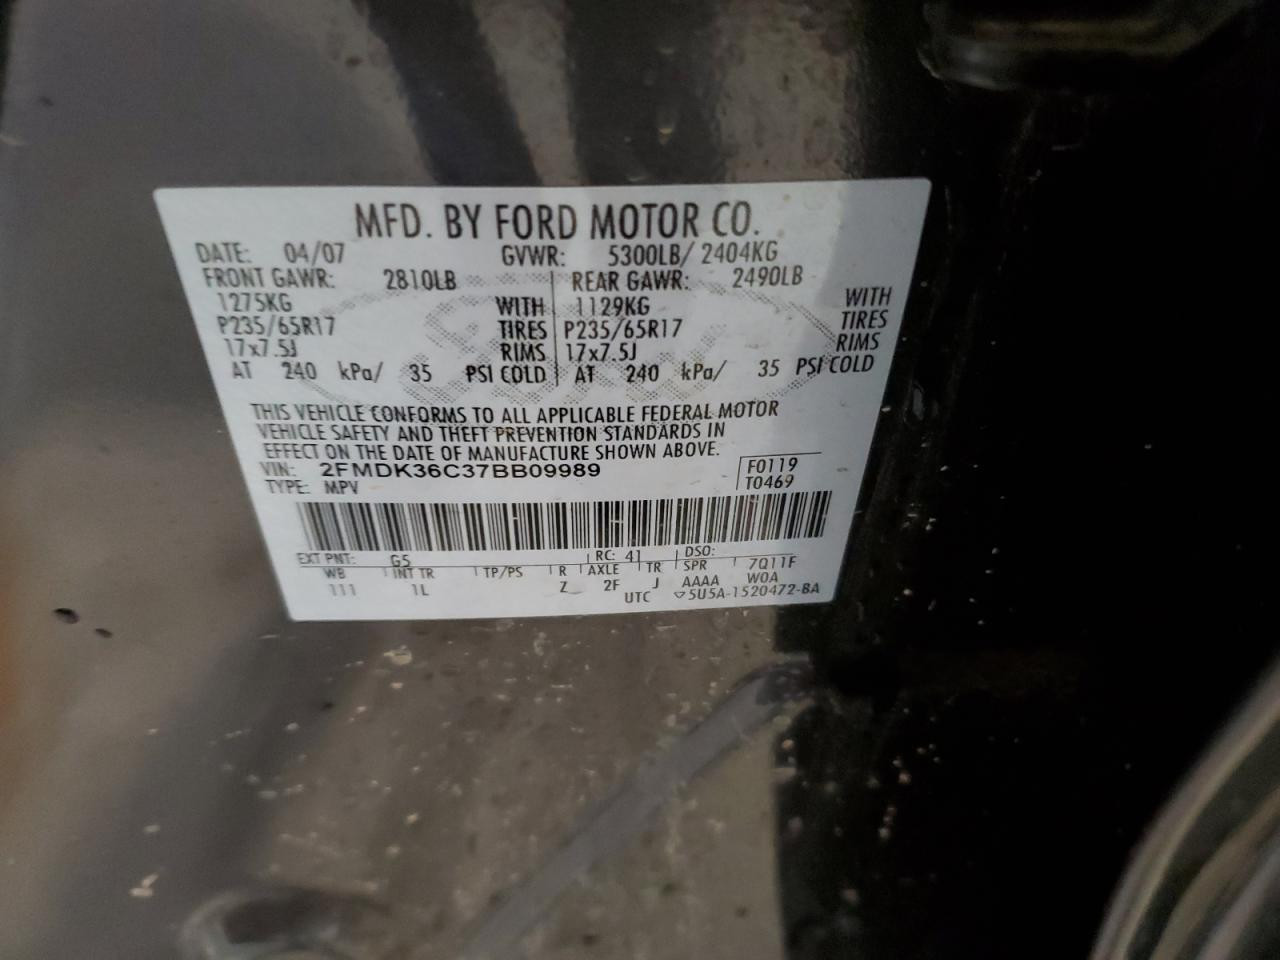 MFD. BY FORD MOTOR CO.
DATE: 04/07 GVWR: 5300LB/ 2404KG
FRONT GAWR: 2810LB REAR GAWR: 2490LB
1275KG WITH 1129KG WITH
P235/65R17 TIRES P235/65R17 TIRES
17x7.5J RIMS 17x7.5J RIMS
AT 240 kPa/ 35 PSI COLD AT 240 kPa/ 35 PSI COLD
THIS VEHICLE CONFORMS TO ALL APPLICABLE FEDERAL MOTOR
VEHICLE SAFETY AND THEFT PREVENTION STANDARDS IN
EFFECT ON THE DATE OF MANUFACTURE SHOWN ABOVE.
VIN: 2FMDK36C37BB09989 F0119
TYPE: MPV T0469
EXT PNT: G5 RC: 41 DSO:
WB INT TR TP/PS R AXLE TR SPR 7Q11F
111 1L Z 2F J AAAA WOA
UTC ▽5U5A-1520472-BA